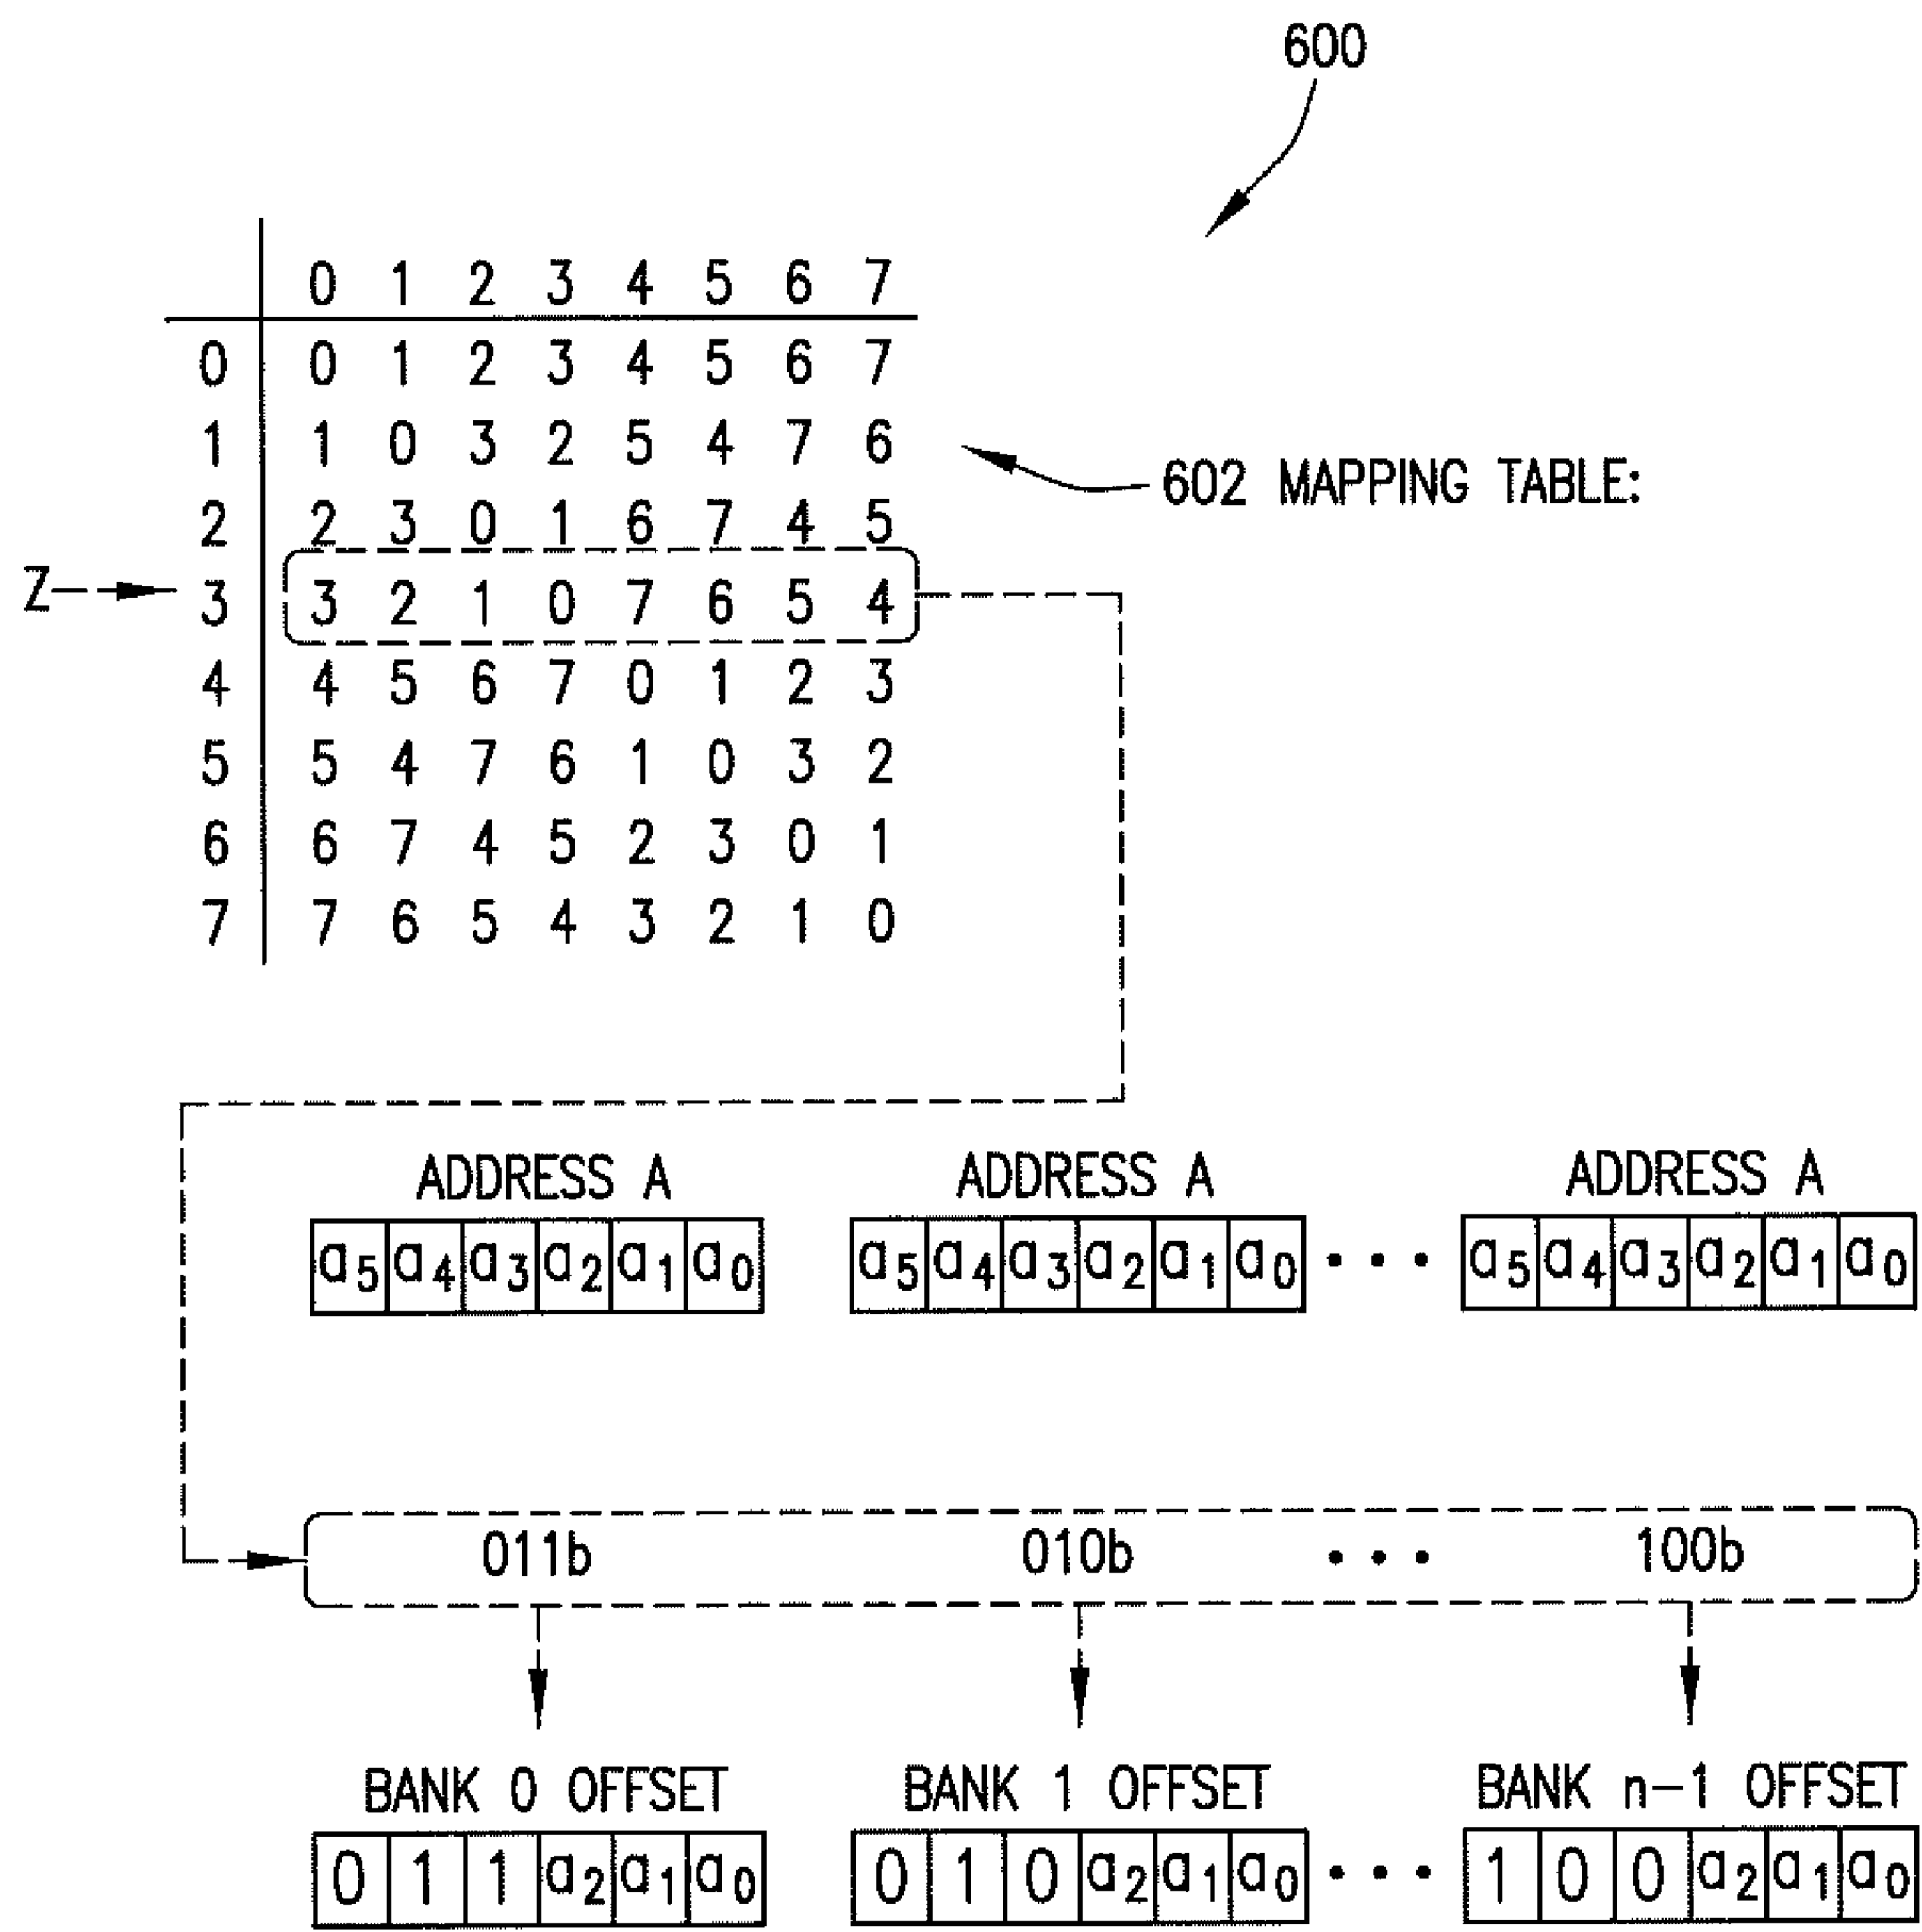 600
0 1 2 3 4 5 6 7
0 0 1 2 3 4 5 6 7
1 1 0 3 2 5 4 7 6
602 MAPPING TABLE:
2 2 3 0 1 6 7 4 5
Z 3 3 2 1 0 7 6 5 4
4 4 5 6 7 0 1 2 3
5 5 4 7 6 1 0 3 2
6 6 7 4 5 2 3 0 1
7 7 6 5 4 3 2 1 0
ADDRESS A ADDRESS A ADDRESS A
a5 a4 a3 a2 a1 a0 a5 a4 a3 a2 a1 a0 • • • a5 a4 a3 a2 a1 a0
011b 010b • • • 100b
BANK 0 OFFSET BANK 1 OFFSET BANK n-1 OFFSET
0 1 1 a2 a1 a0 0 1 0 a2 a1 a0 • • • 1 0 0 a2 a1 a0